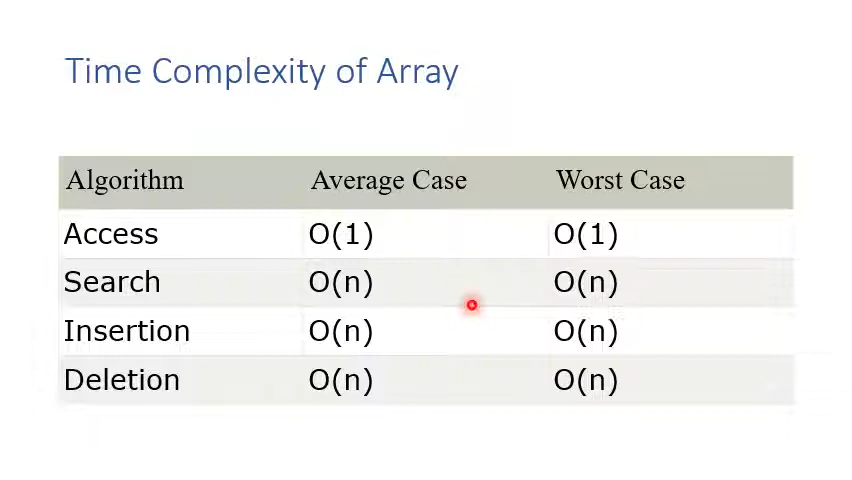 Time Complexity of Array
Algorithm Average Case Worst Case
Access O(1) O(1)
Search O(n) O(n)
Insertion O(n) O(n)
Deletion O(n) O(n)